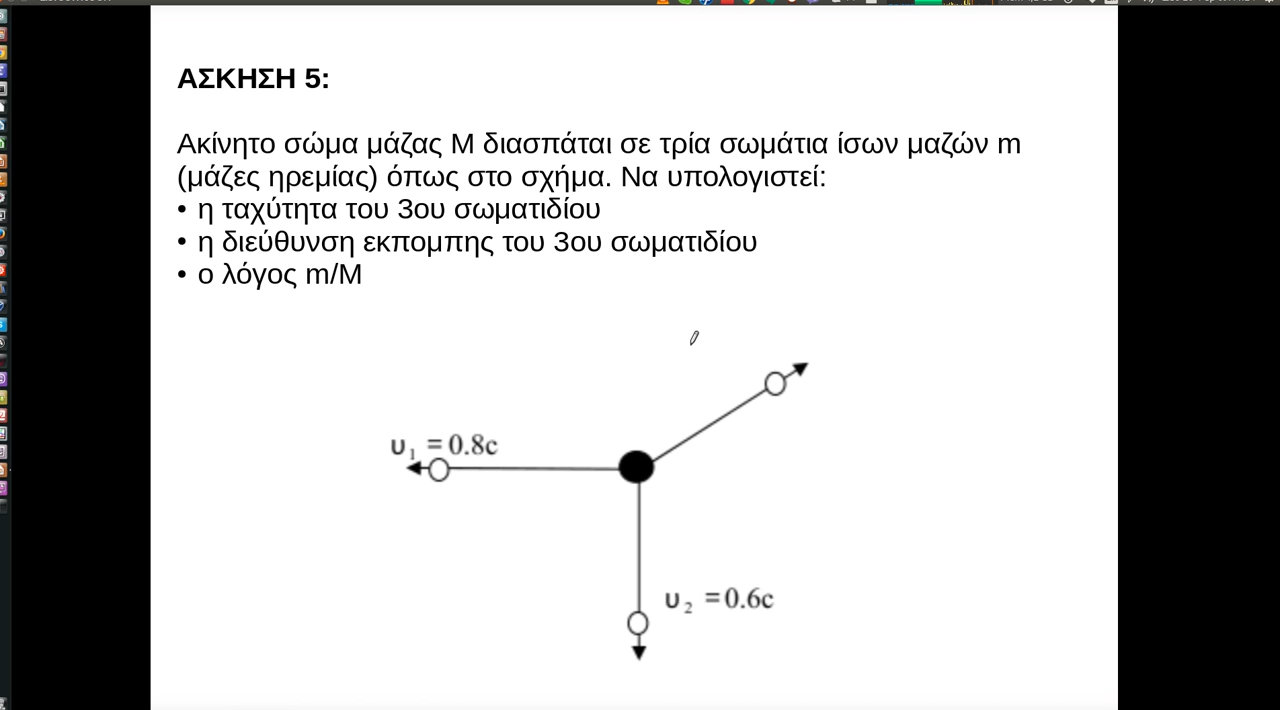 ΑΣΚΗΣΗ 5:
Ακίνητο σώμα μάζας Μ διασπάται σε τρία σωμάτια ίσων μαζών m
(μάζες ηρεμίας) όπως στο σχήμα. Να υπολογιστεί:
• η ταχύτητα του 3ου σωματιδίου
• η διεύθυνση εκπομπης του 3ου σωματιδίου
• ο λόγος m/M
υ₁ = 0.8c
υ₂ = 0.6c